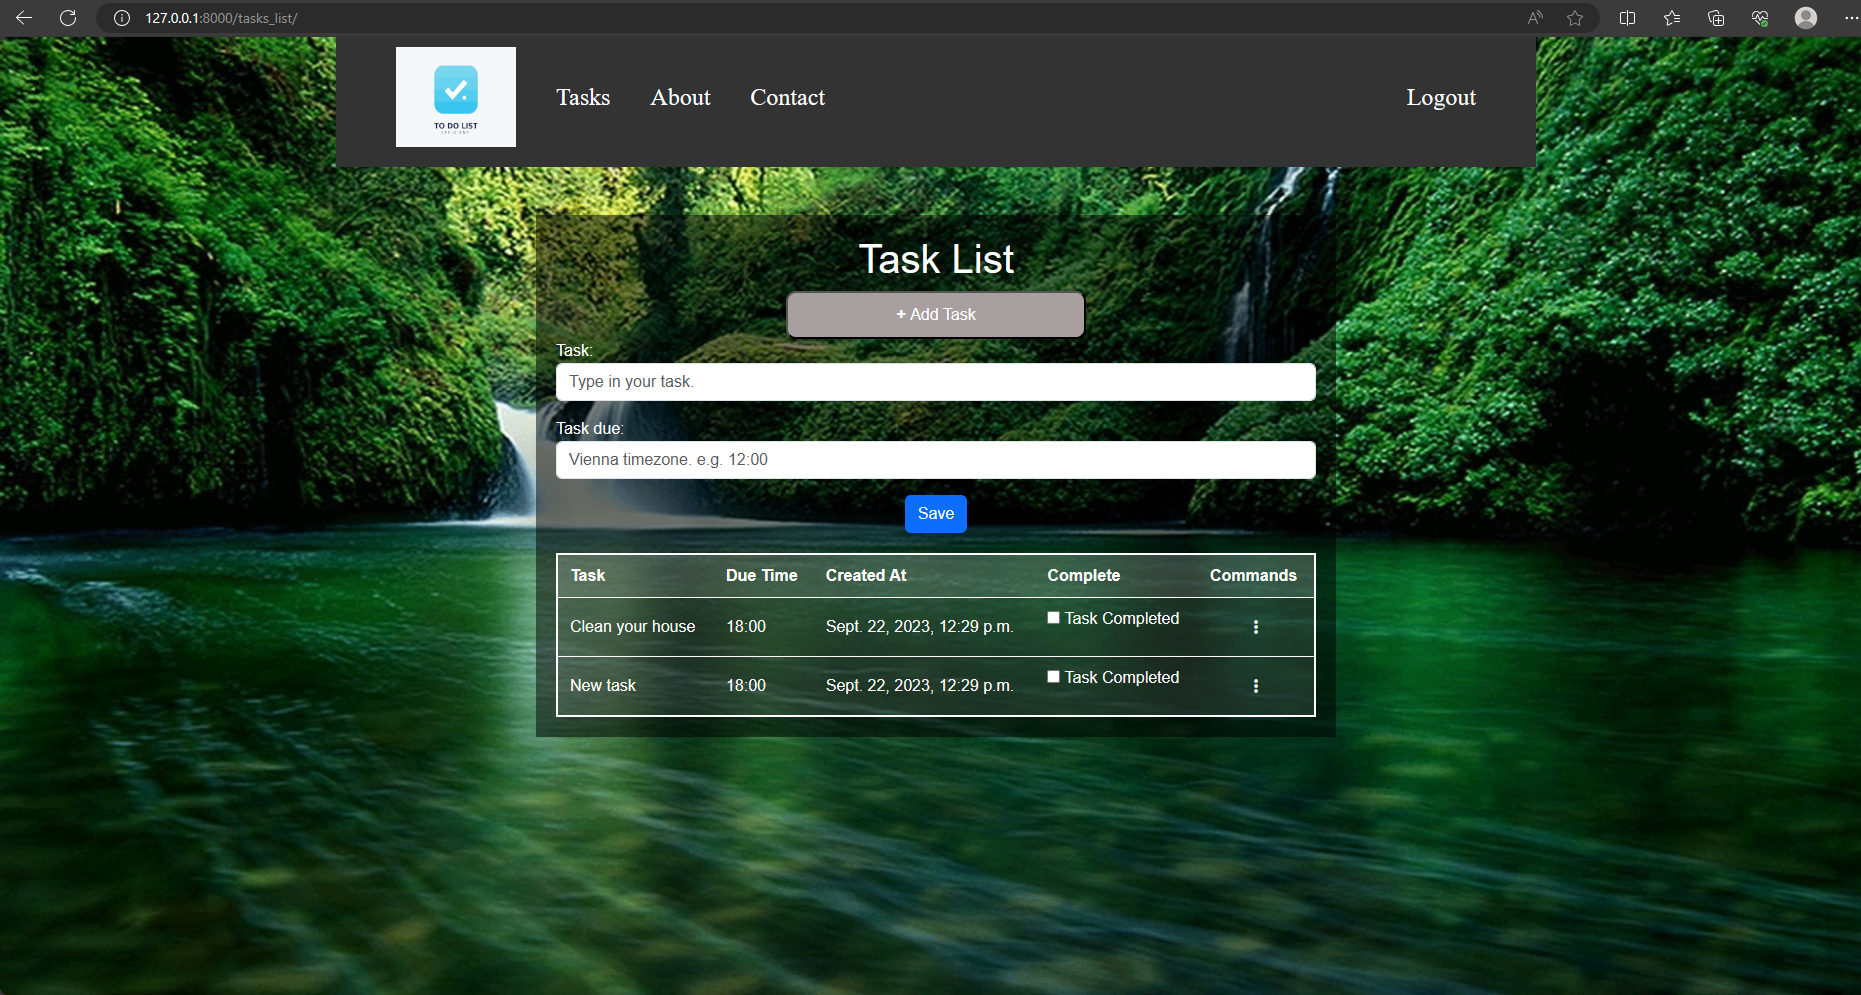 127.0.0.1:8000/tasks_list/
TO DO LIST
EFFICIENT
Tasks
About
Contact
Logout
Task List
+ Add Task
Task:
Type in your task.
Task due:
Vienna timezone. e.g. 12:00
Save
Task Due Time Created At Complete Commands
Clean your house 18:00 Sept. 22, 2023, 12:29 p.m. Task Completed
New task 18:00 Sept. 22, 2023, 12:29 p.m. Task Completed